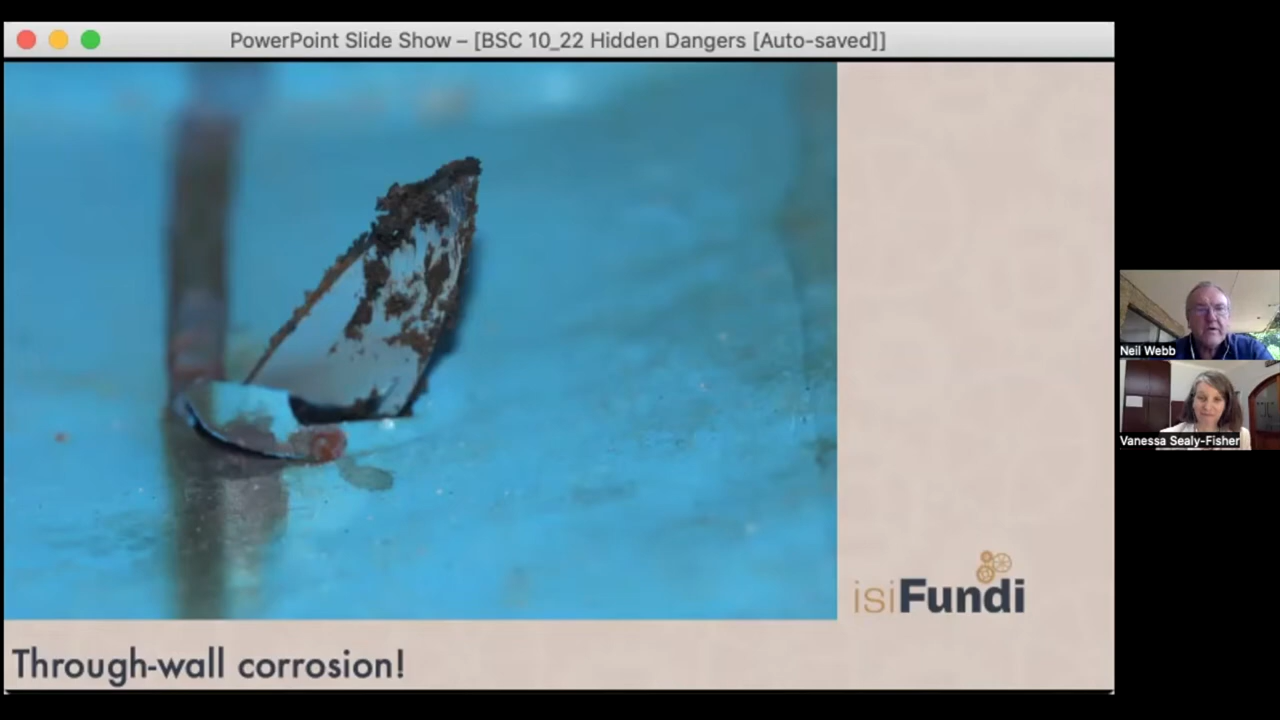 PowerPoint Slide Show – [BSC 10_22 Hidden Dangers [Auto-saved]]
Neil Webb
Vanessa Sealy-Fisher
isiFundi
Through-wall corrosion!